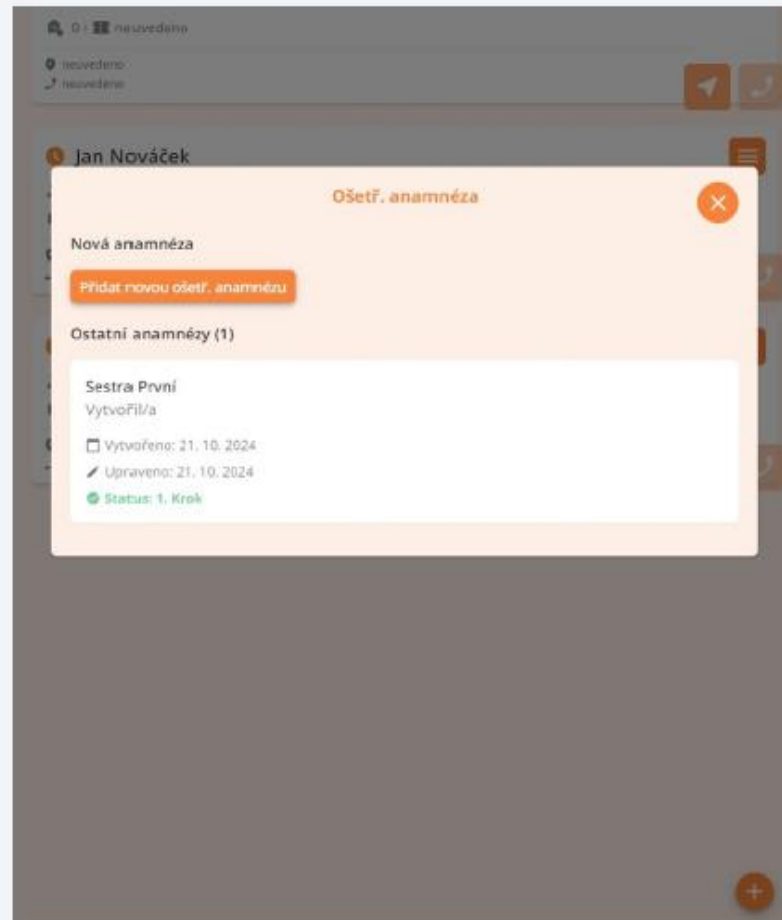 0 · neuvedeno
neuvedeno
neuvedeno
Jan Nováček
Ošetř. anamnéza
Nová anamnéza
Přidat novou ošetř. anamnézu
Ostatní anamnézy (1)
Sestra První
Vytvořil/a
Vytvořeno: 21. 10. 2024
Upraveno: 21. 10. 2024
Status: 1. Krok